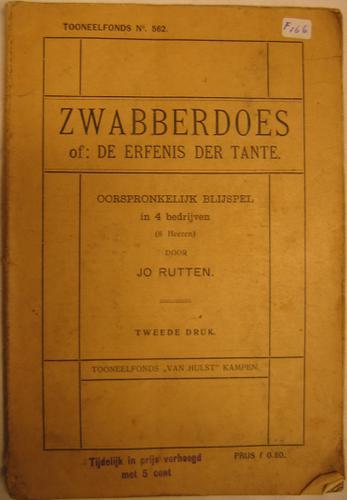 TOONEELFONDS No. 562.
F 166
ZWABBERDOES
of: DE ERFENIS DER TANTE.
OORSPRONKELIJK BLIJSPEL
in 4 bedrijven
(8 Heeren)
DOOR
JO RUTTEN.
TWEEDE DRUK.
TOONEELFONDS „VAN HULST" KAMPEN.
Tijdelijk in prijs verhoogd
met 5 cent
PRIJS f 0.80.